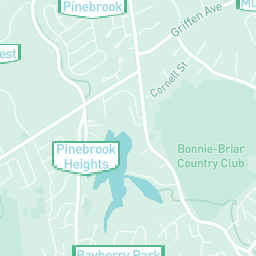 Pinebrook
Griffen Ave
Cornell St
Pinebrook
Heights
Bonnie-Briar
Country Club
Bayberry Park